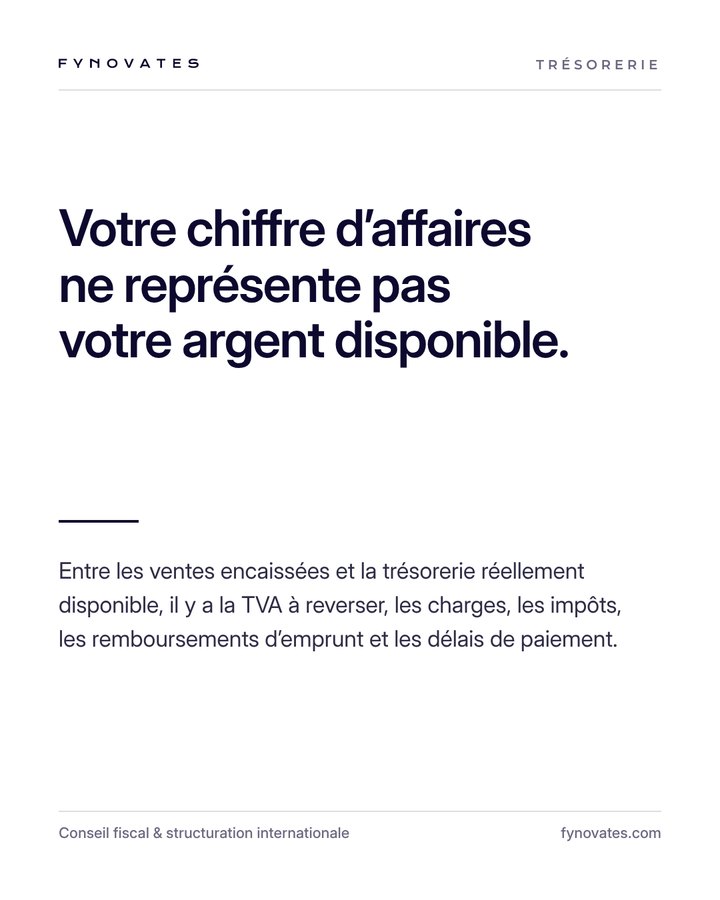 FYNOVATES
TRÉSORERIE
Votre chiffre d’affaires
ne représente pas
votre argent disponible.
Entre les ventes encaissées et la trésorerie réellement
disponible, il y a la TVA à reverser, les charges, les impôts,
les remboursements d’emprunt et les délais de paiement.
Conseil fiscal & structuration internationale
fynovates.com